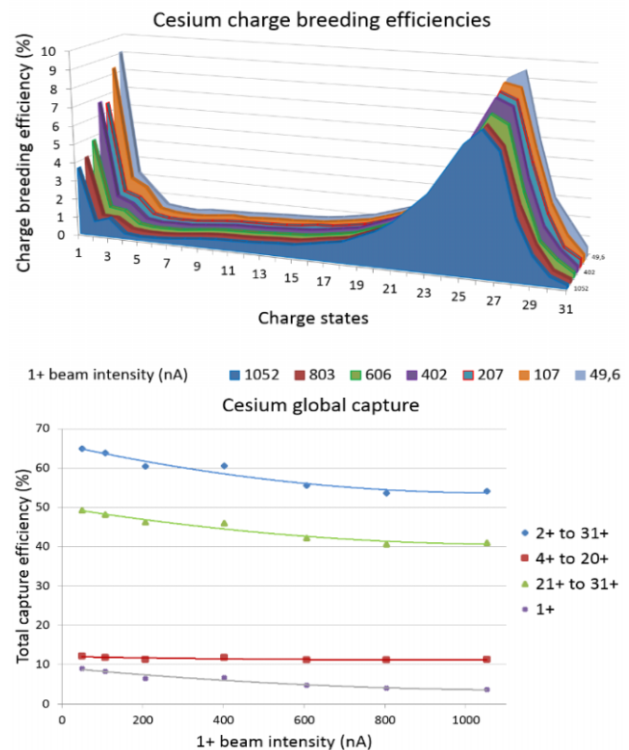 Cesium charge breeding efficiencies
Charge breeding efficiency (%)
10
9
8
7
6
5
4
3
2
1
0
1 3 5 7 9 11 13 15 17 19 21 23 25 27 29 31
49,6
402
1052
Charge states
1+ beam intensity (nA) 1052 803 606 402 207 107 49,6
Cesium global capture
Total capture efficiency (%)
70
60
50
40
30
20
10
0
0 200 400 600 800 1000
1+ beam intensity (nA)
2+ to 31+
4+ to 20+
21+ to 31+
1+